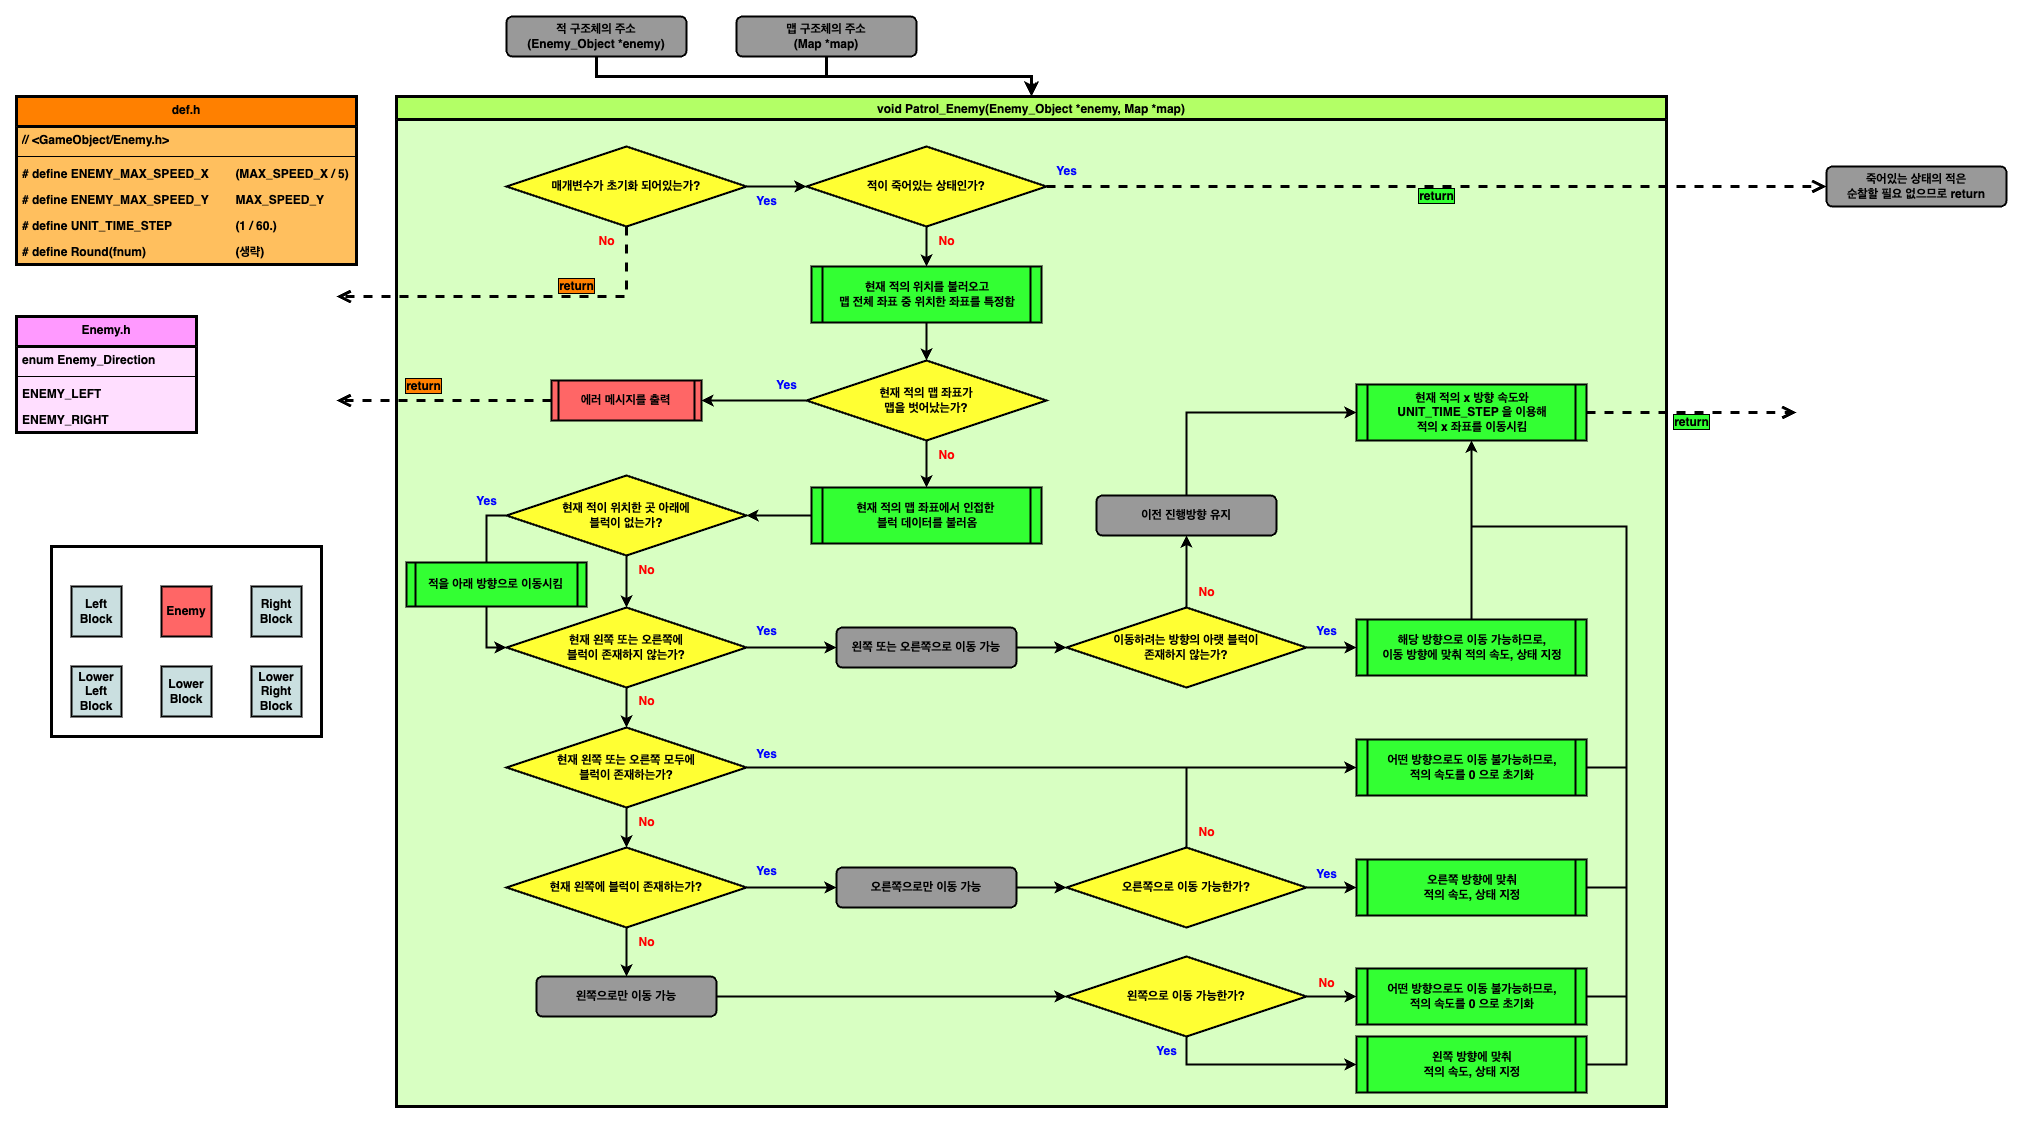 적 구조체의 주소
(Enemy_Object *enemy)
맵 구조체의 주소
(Map *map)
def.h
// <GameObject/Enemy.h>
# define ENEMY_MAX_SPEED_X (MAX_SPEED_X / 5)
# define ENEMY_MAX_SPEED_Y MAX_SPEED_Y
# define UNIT_TIME_STEP (1 / 60.)
# define Round(fnum) (생략)
Enemy.h
enum Enemy_Direction
ENEMY_LEFT
ENEMY_RIGHT
Left
Block
Enemy
Right
Block
Lower
Left
Block
Lower
Block
Lower
Right
Block
void Patrol_Enemy(Enemy_Object *enemy, Map *map)
매개변수가 초기화 되어있는가?
Yes
No
return
적이 죽어있는 상태인가?
Yes
return
죽어있는 상태의 적은
순찰할 필요 없으므로 return
No
현재 적의 위치를 불러오고
맵 전체 좌표 중 위치한 좌표를 특정함
현재 적의 맵 좌표가
맵을 벗어났는가?
Yes
에러 메시지를 출력
return
No
현재 적의 맵 좌표에서 인접한
블럭 데이터를 불러옴
현재 적이 위치한 곳 아래에
블럭이 없는가?
Yes
적을 아래 방향으로 이동시킴
No
현재 왼쪽 또는 오른쪽에
블럭이 존재하지 않는가?
Yes
왼쪽 또는 오른쪽으로 이동 가능
이동하려는 방향의 아랫 블럭이
존재하지 않는가?
No
이전 진행방향 유지
현재 적의 x 방향 속도와
UNIT_TIME_STEP 을 이용해
적의 x 좌표를 이동시킴
return
Yes
해당 방향으로 이동 가능하므로,
이동 방향에 맞춰 적의 속도, 상태 지정
No
현재 왼쪽 또는 오른쪽 모두에
블럭이 존재하는가?
Yes
어떤 방향으로도 이동 불가능하므로,
적의 속도를 0 으로 초기화
No
현재 왼쪽에 블럭이 존재하는가?
Yes
오른쪽으로만 이동 가능
오른쪽으로 이동 가능한가?
No
Yes
오른쪽 방향에 맞춰
적의 속도, 상태 지정
No
왼쪽으로만 이동 가능
왼쪽으로 이동 가능한가?
No
어떤 방향으로도 이동 불가능하므로,
적의 속도를 0 으로 초기화
Yes
왼쪽 방향에 맞춰
적의 속도, 상태 지정